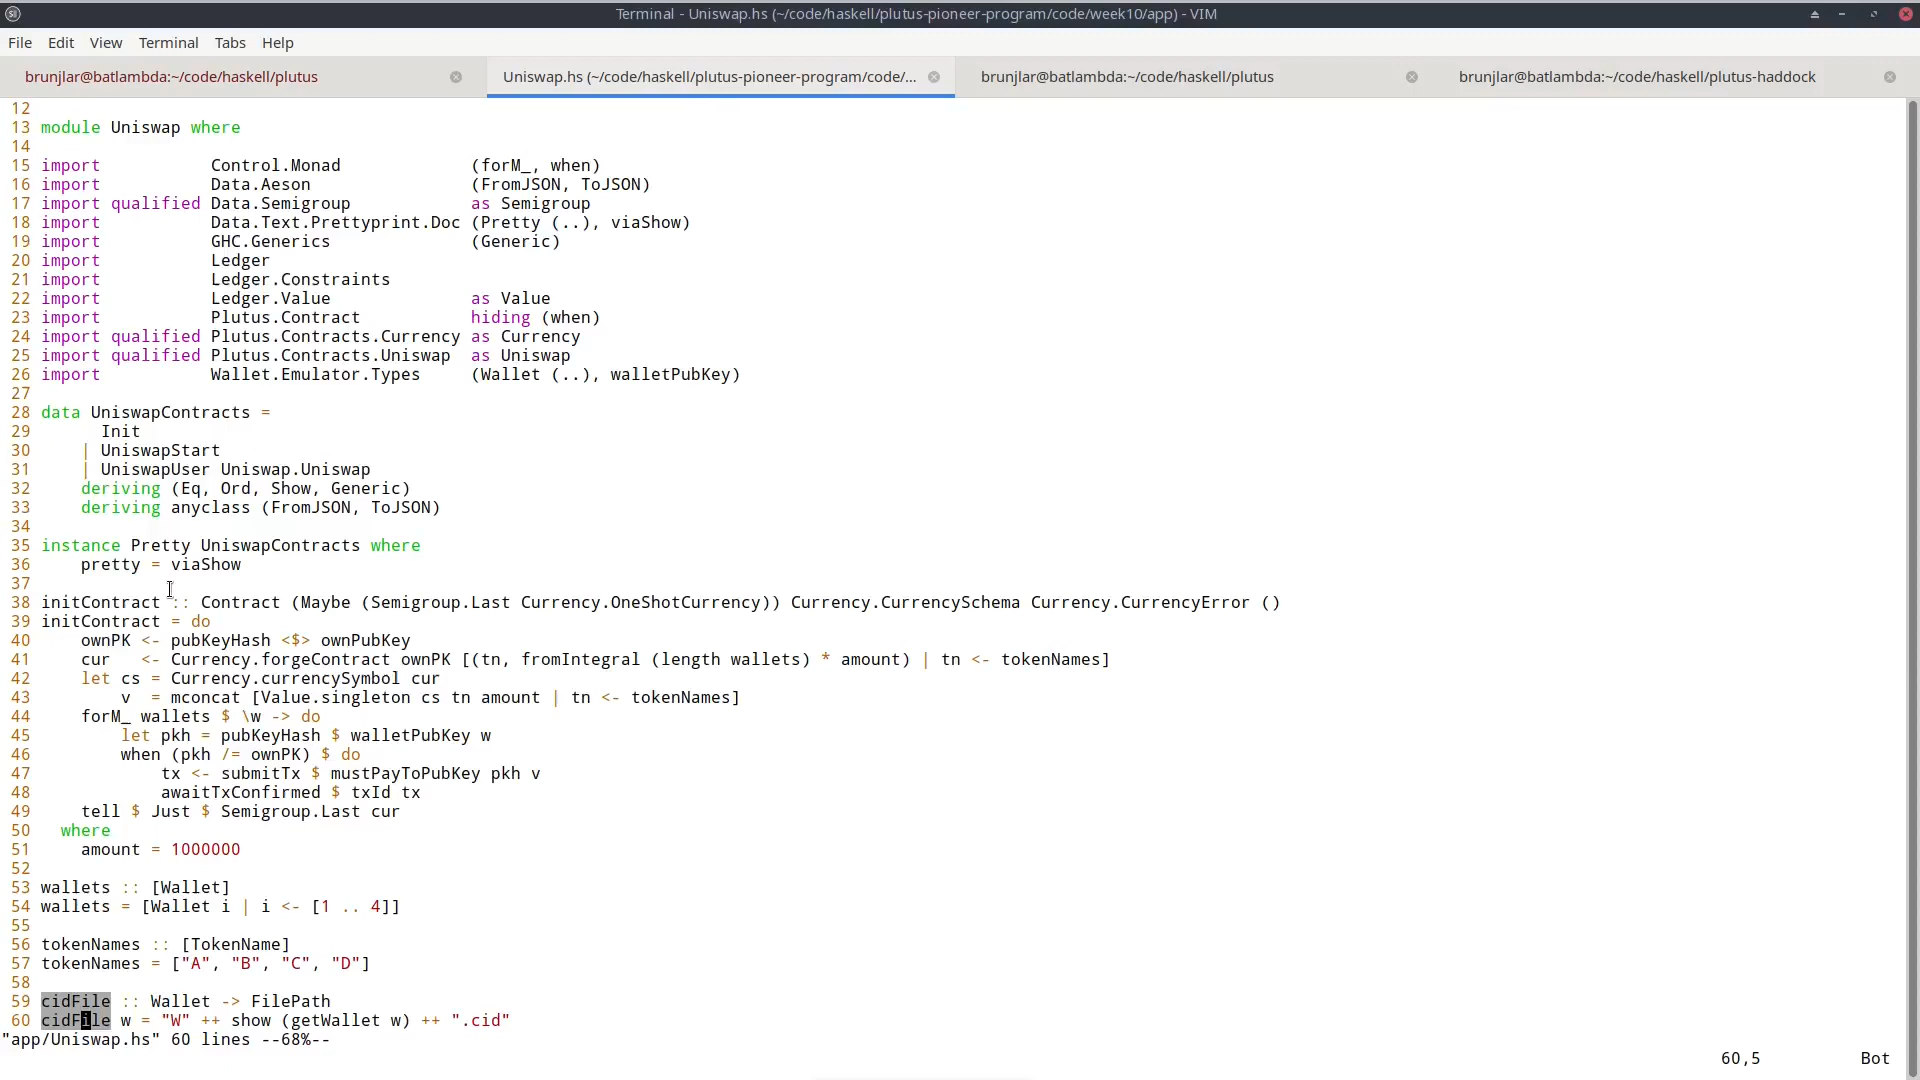 Terminal - Uniswap.hs (~/code/haskell/plutus-pioneer-program/code/week10/app) - VIM
File Edit View Terminal Tabs Help
brunjlar@batlambda:~/code/haskell/plutus Uniswap.hs (~/code/haskell/plutus-pioneer-program/code/... brunjlar@batlambda:~/code/haskell/plutus brunjlar@batlambda:~/code/haskell/plutus-haddock
12
13 module Uniswap where
14
15 import           Control.Monad             (forM_, when)
16 import           Data.Aeson                (FromJSON, ToJSON)
17 import qualified Data.Semigroup            as Semigroup
18 import           Data.Text.Prettyprint.Doc (Pretty (..), viaShow)
19 import           GHC.Generics              (Generic)
20 import           Ledger
21 import           Ledger.Constraints
22 import           Ledger.Value              as Value
23 import           Plutus.Contract           hiding (when)
24 import qualified Plutus.Contracts.Currency as Currency
25 import qualified Plutus.Contracts.Uniswap  as Uniswap
26 import           Wallet.Emulator.Types     (Wallet (..), walletPubKey)
27
28 data UniswapContracts =
29       Init
30     | UniswapStart
31     | UniswapUser Uniswap.Uniswap
32     deriving (Eq, Ord, Show, Generic)
33     deriving anyclass (FromJSON, ToJSON)
34
35 instance Pretty UniswapContracts where
36     pretty = viaShow
37
38 initContract :: Contract (Maybe (Semigroup.Last Currency.OneShotCurrency)) Currency.CurrencySchema Currency.CurrencyError ()
39 initContract = do
40     ownPK <- pubKeyHash <$> ownPubKey
41     cur   <- Currency.forgeContract ownPK [(tn, fromIntegral (length wallets) * amount) | tn <- tokenNames]
42     let cs = Currency.currencySymbol cur
43         v  = mconcat [Value.singleton cs tn amount | tn <- tokenNames]
44     forM_ wallets $ \w -> do
45         let pkh = pubKeyHash $ walletPubKey w
46         when (pkh /= ownPK) $ do
47             tx <- submitTx $ mustPayToPubKey pkh v
48             awaitTxConfirmed $ txId tx
49     tell $ Just $ Semigroup.Last cur
50   where
51     amount = 1000000
52
53 wallets :: [Wallet]
54 wallets = [Wallet i | i <- [1 .. 4]]
55
56 tokenNames :: [TokenName]
57 tokenNames = ["A", "B", "C", "D"]
58
59 cidFile :: Wallet -> FilePath
60 cidFile w = "W" ++ show (getWallet w) ++ ".cid"
"app/Uniswap.hs" 60 lines --68%--
60,5 Bot